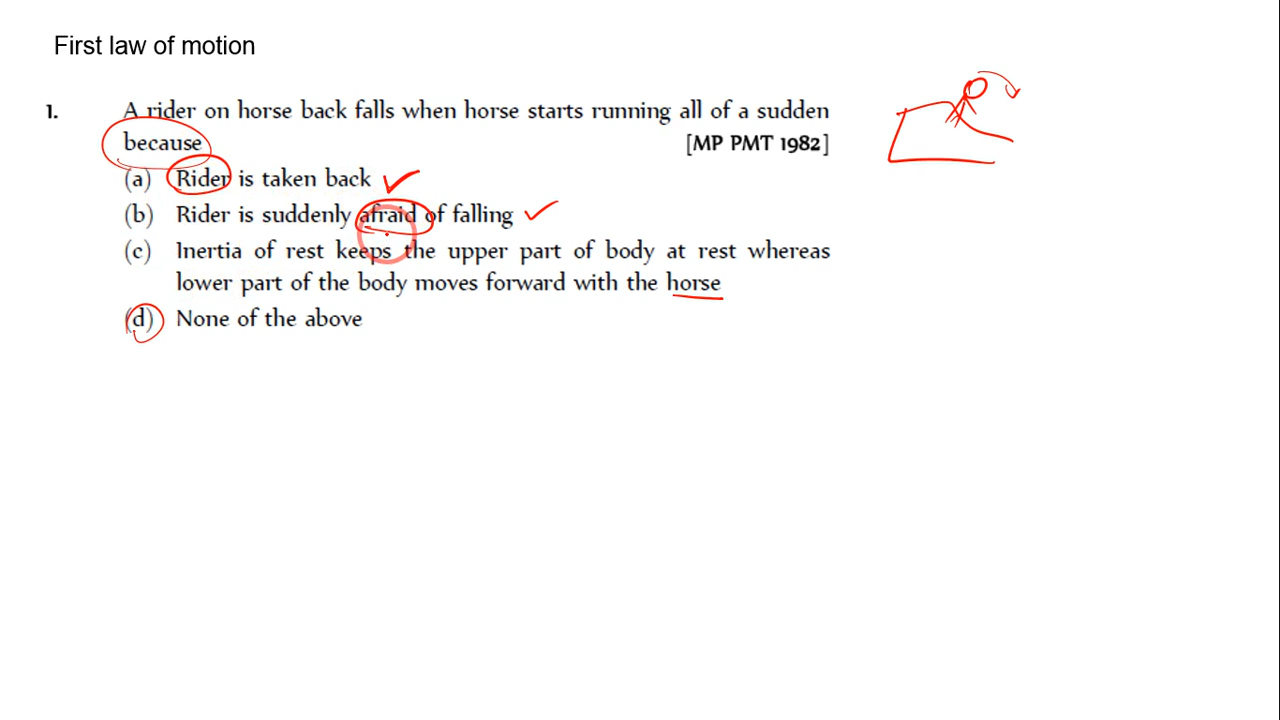 First law of motion
1. A rider on horse back falls when horse starts running all of a sudden
because [MP PMT 1982]
(a) Rider is taken back
(b) Rider is suddenly afraid of falling
(c) Inertia of rest keeps the upper part of body at rest whereas
lower part of the body moves forward with the horse
(d) None of the above